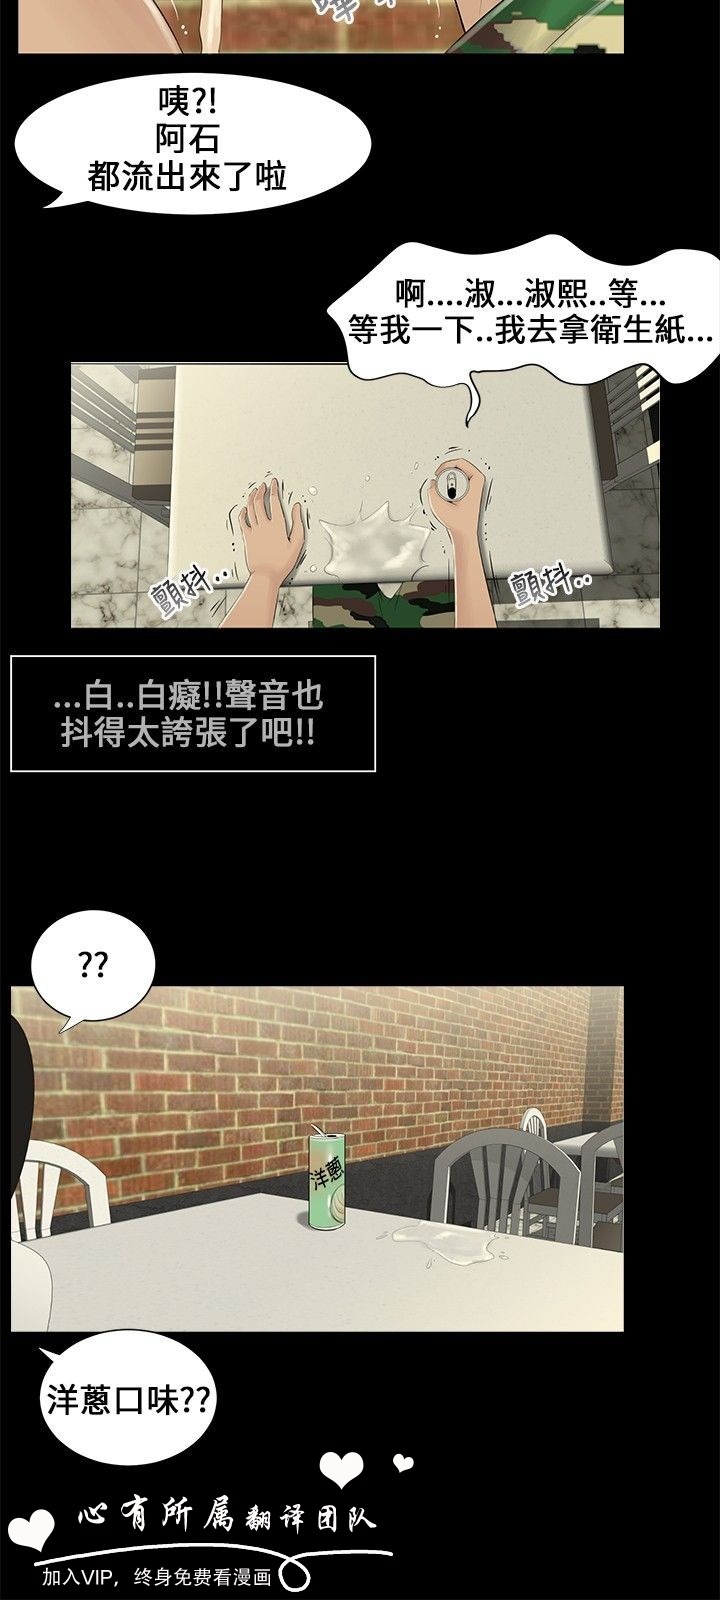 嘩
咦?!
阿石
都流出來了啦
啊....淑...淑熙..等...
等我一下..我去拿衛生紙...
顫抖..
顫抖..
...白..白癡!!聲音也
抖得太誇張了吧!!
??
洋蔥
洋蔥口味??
心有所属翻译团队
加入VIP，终身免费看漫画